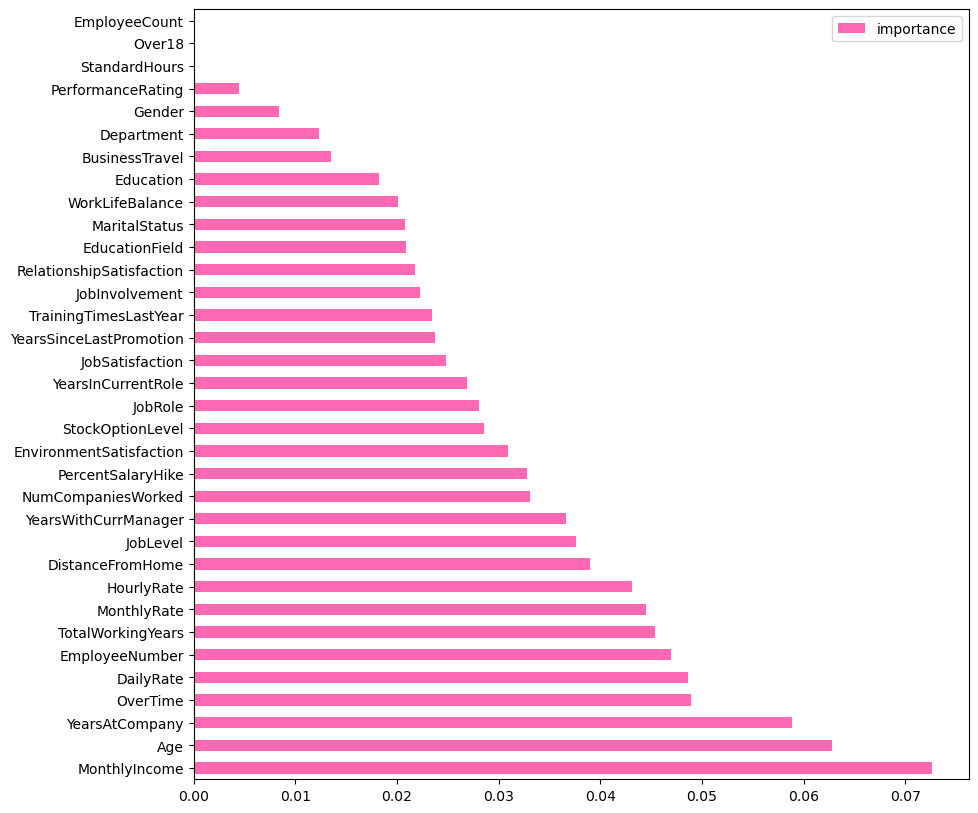 EmployeeCount
Over18
StandardHours
PerformanceRating
Gender
Department
BusinessTravel
Education
WorkLifeBalance
MaritalStatus
EducationField
RelationshipSatisfaction
JobInvolvement
TrainingTimesLastYear
YearsSinceLastPromotion
JobSatisfaction
YearsInCurrentRole
JobRole
StockOptionLevel
EnvironmentSatisfaction
PercentSalaryHike
NumCompaniesWorked
YearsWithCurrManager
JobLevel
DistanceFromHome
HourlyRate
MonthlyRate
TotalWorkingYears
EmployeeNumber
DailyRate
OverTime
YearsAtCompany
Age
MonthlyIncome
importance
0.00 0.01 0.02 0.03 0.04 0.05 0.06 0.07